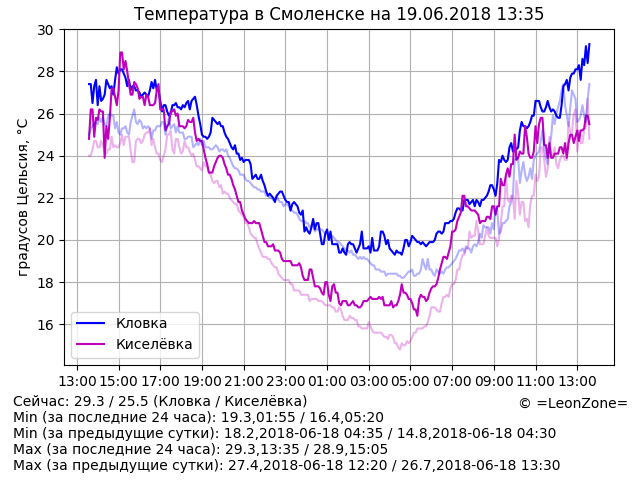 Температура в Смоленске на 19.06.2018 13:35
градусов Цельсия, °C
30
28
26
24
22
20
18
16
Кловка
Киселёвка
13:00 15:00 17:00 19:00 21:00 23:00 01:00 03:00 05:00 07:00 09:00 11:00 13:00
Сейчас: 29.3 / 25.5 (Кловка / Киселёвка)
© =LeonZone=
Min (за последние 24 часа): 19.3,01:55 / 16.4,05:20
Min (за предыдущие сутки): 18.2,2018-06-18 04:35 / 14.8,2018-06-18 04:30
Max (за последние 24 часа): 29.3,13:35 / 28.9,15:05
Max (за предыдущие сутки): 27.4,2018-06-18 12:20 / 26.7,2018-06-18 13:30